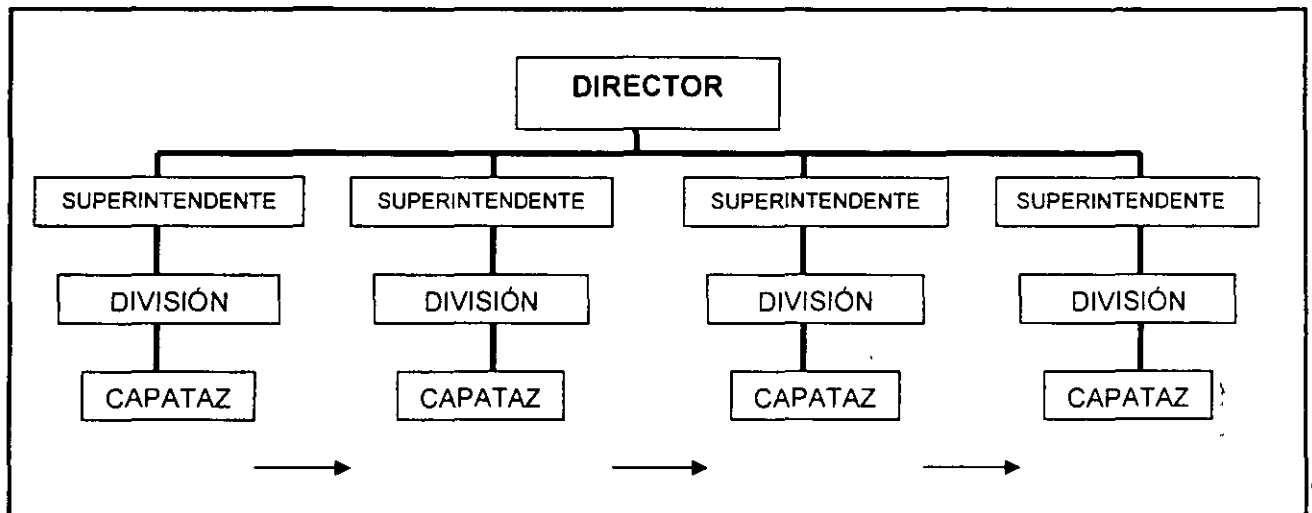 DIRECTOR
SUPERINTENDENTE SUPERINTENDENTE SUPERINTENDENTE SUPERINTENDENTE
DIVISIÓN DIVISIÓN DIVISIÓN DIVISIÓN
CAPATAZ CAPATAZ CAPATAZ CAPATAZ